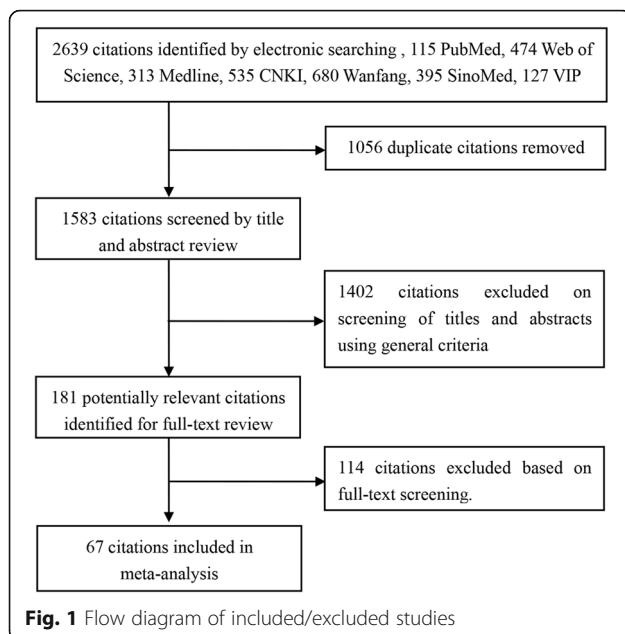 2639 citations identified by electronic searching , 115 PubMed, 474 Web of
Science, 313 Medline, 535 CNKI, 680 Wanfang, 395 SinoMed, 127 VIP
1056 duplicate citations removed
1583 citations screened by title
and abstract review
1402 citations excluded on
screening of titles and abstracts
using general criteria
181 potentially relevant citations
identified for full-text review
114 citations excluded based on
full-text screening.
67 citations included in
meta-analysis
Fig. 1 Flow diagram of included/excluded studies